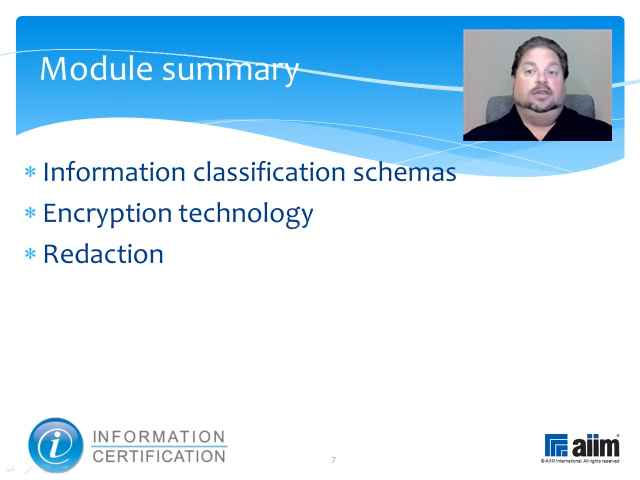 Module summary
* Information classification schemas
* Encryption technology
* Redaction
i INFORMATION
CERTIFICATION
7
aiim
© AIIM International. All rights reserved